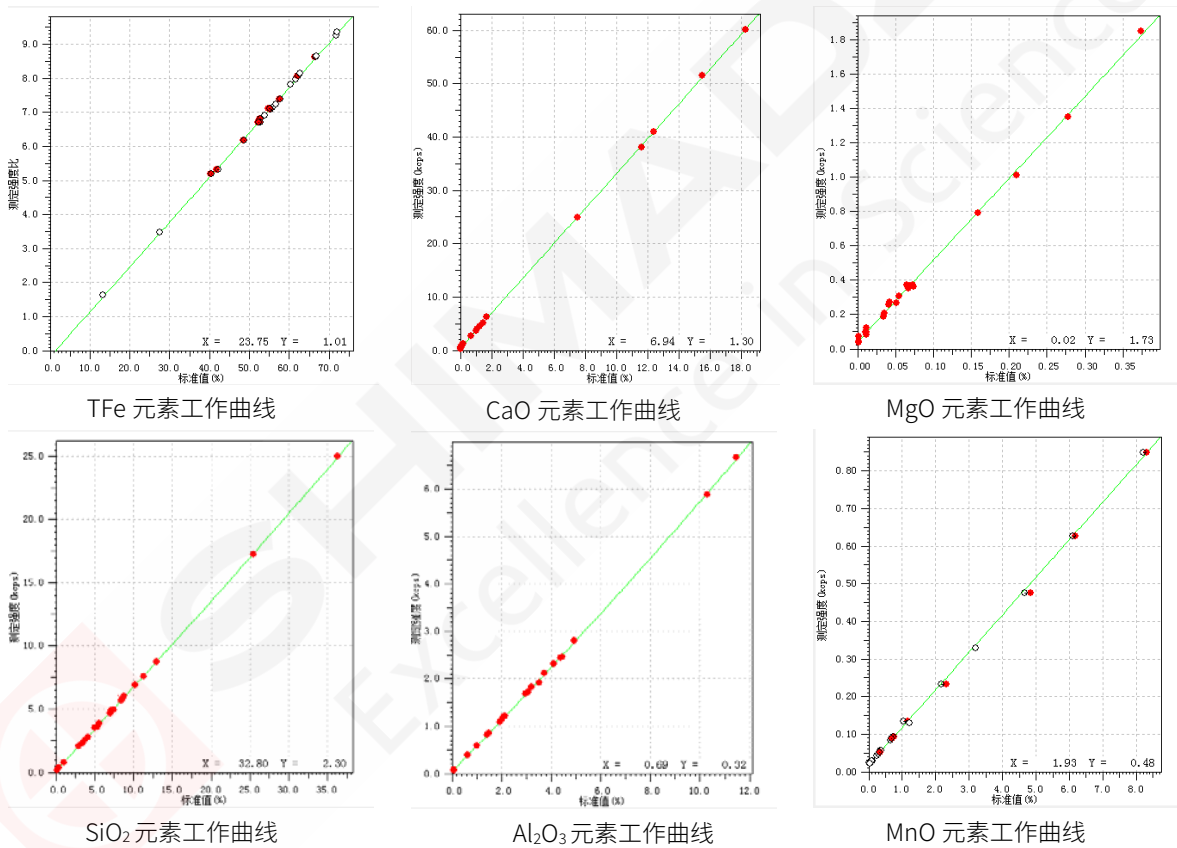 9.0
8.0
7.0
6.0
5.0
4.0
3.0
2.0
1.0
0.0
测定强度比
X = 23.75 Y = 1.01
0.0 10.0 20.0 30.0 40.0 50.0 60.0 70.0
标准值(%)
TFe 元素工作曲线
60.0
50.0
40.0
30.0
20.0
10.0
0.0
测定强度(kcps)
X = 6.94 Y = 1.30
0.0 2.0 4.0 6.0 8.0 10.0 12.0 14.0 16.0 18.0
标准值(%)
CaO 元素工作曲线
1.8
1.6
1.4
1.2
1.0
0.8
0.6
0.4
0.2
0.0
测定强度(kcps)
X = 0.02 Y = 1.73
0.00 0.05 0.10 0.15 0.20 0.25 0.30 0.35
标准值(%)
MgO 元素工作曲线
25.0
20.0
15.0
10.0
5.0
0.0
测定强度(kcps)
X = 32.80 Y = 2.30
0.0 5.0 10.0 15.0 20.0 25.0 30.0 35.0
标准值(%)
SiO₂ 元素工作曲线
6.0
5.0
4.0
3.0
2.0
1.0
0.0
测定强度(kcps)
X = 0.69 Y = 0.32
0.0 2.0 4.0 6.0 8.0 10.0 12.0
标准值(%)
Al₂O₃ 元素工作曲线
0.80
0.70
0.60
0.50
0.40
0.30
0.20
0.10
0.00
测定强度(kcps)
X = 1.93 Y = 0.48
0.0 1.0 2.0 3.0 4.0 5.0 6.0 7.0 8.0
标准值(%)
MnO 元素工作曲线
SHIMADZ
Excellence in Science